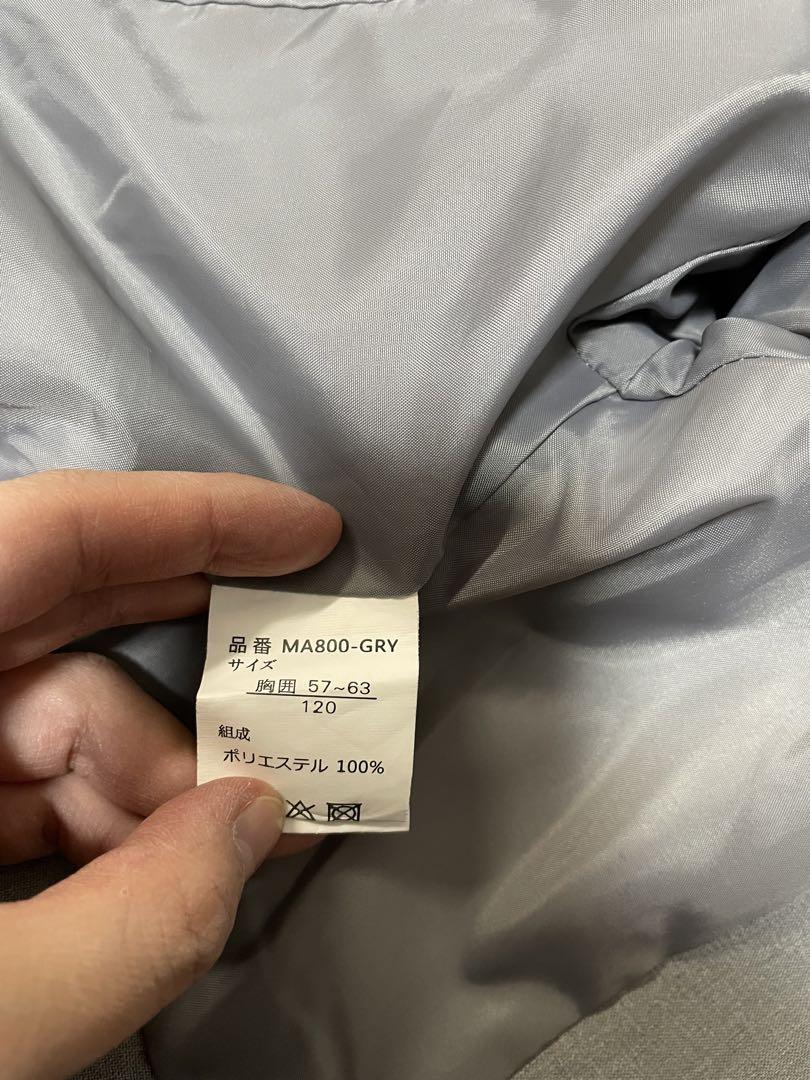 品番 MA800-GRY
サイズ
胸囲 57~63
120
組成
ポリエステル 100%